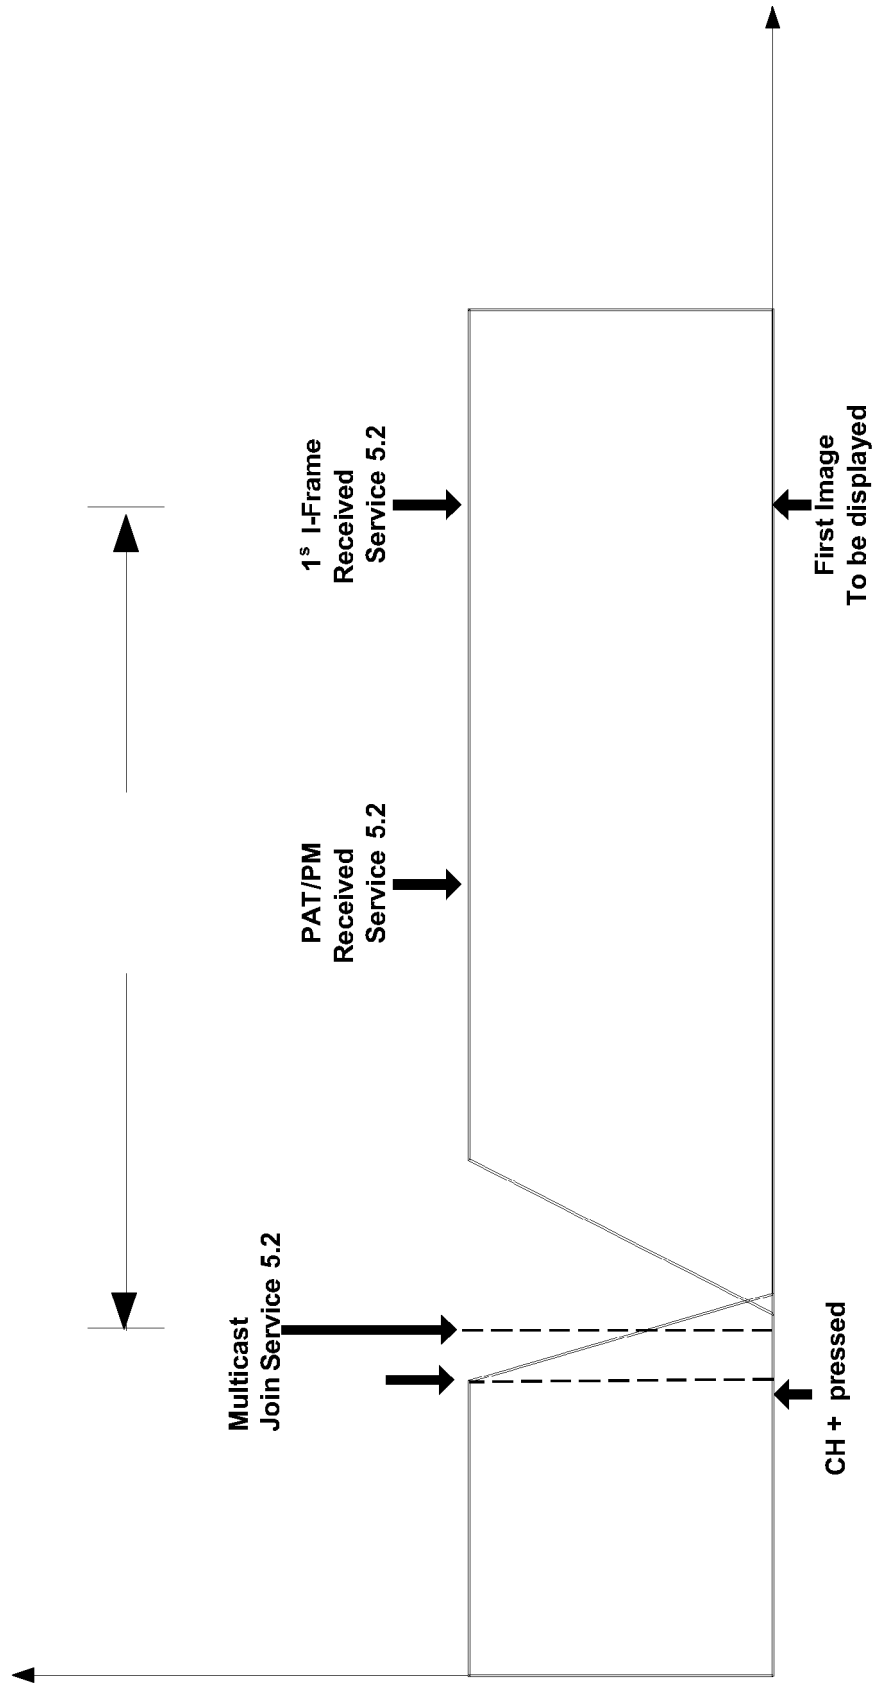 Multicast
Join Service 5.2
PAT/PM
Received
Service 5.2
1s I-Frame
Received
Service 5.2
CH + pressed
First Image
To be displayed